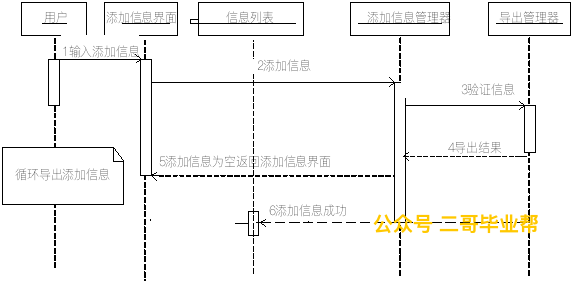 用户
添加信息界面
信息列表
添加信息管理器
导出管理器
1输入添加信息
2添加信息
3验证信息
4导出结果
5添加信息为空返回添加信息界面
循环导出添加信息
6添加信息成功
公众号 二哥毕业帮